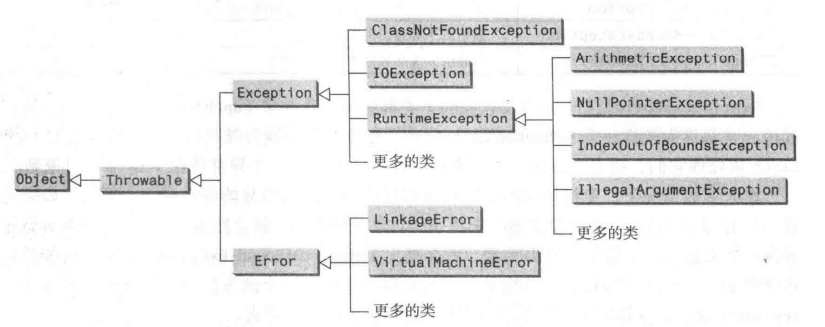 ClassNotFoundException
ArithmeticException
IOException
Exception
NullPointerException
RuntimeException
IndexOutOfBoundsException
更多的类
Object
Throwable
IllegalArgumentException
LinkageError
更多的类
Error
VirtualMachineError
更多的类